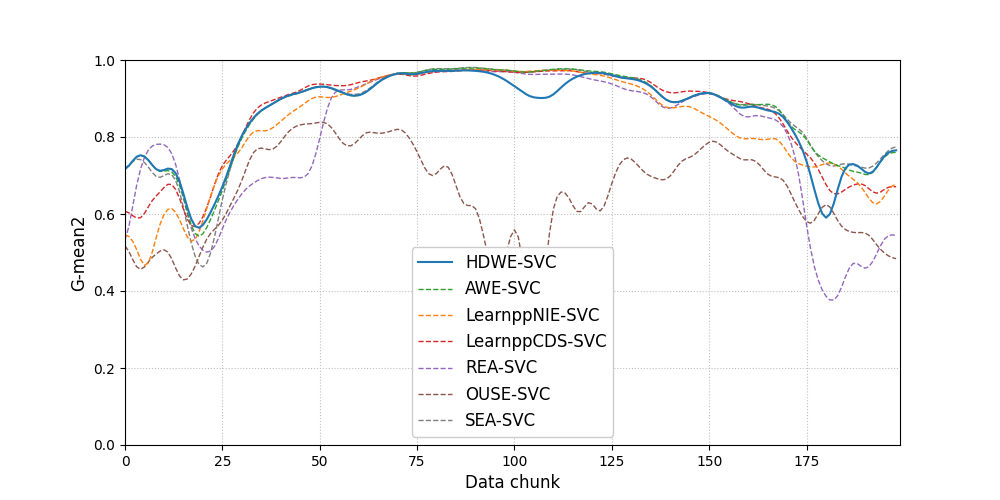 1.0
0.8
0.6
0.4
0.2
0.0
G-mean2
HDWE-SVC
AWE-SVC
LearnppNIE-SVC
LearnppCDS-SVC
REA-SVC
OUSE-SVC
SEA-SVC
0 25 50 75 100 125 150 175
Data chunk